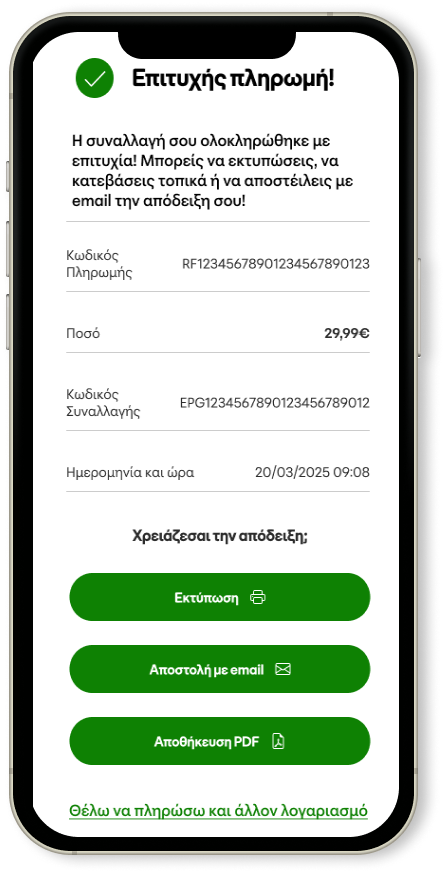 Επιτυχής πληρωμή!
Η συναλλαγή σου ολοκληρώθηκε με
επιτυχία! Μπορείς να εκτυπώσεις, να
κατεβάσεις τοπικά ή να αποστέιλεις με
email την απόδειξη σου!
Κωδικός
Πληρωμής
RF12345678901234567890123
Ποσό 29,99€
Κωδικός
Συναλλαγής
EPG1234567890123456789012
Ημερομηνία και ώρα 20/03/2025 09:08
Χρειάζεσαι την απόδειξη;
Εκτύπωση
Αποστολή με email
Αποθήκευση PDF
Θέλω να πληρώσω και άλλον λογαριασμό